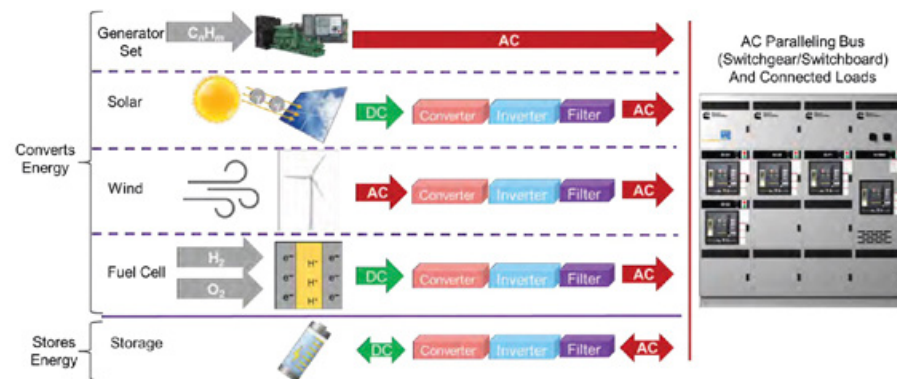 Generator
Set
CnHm
AC
AC Paralleling Bus
(Switchgear/Switchboard)
And Connected Loads
Solar
DC
Converter
Inverter
Filter
AC
Converts
Energy
Wind
AC
Converter
Inverter
Filter
AC
Fuel Cell
H2
O2
e–
H+
e–
e–
H+
e–
e–
H+
e–
DC
Converter
Inverter
Filter
AC
Stores
Energy
Storage
DC
Converter
Inverter
Filter
AC